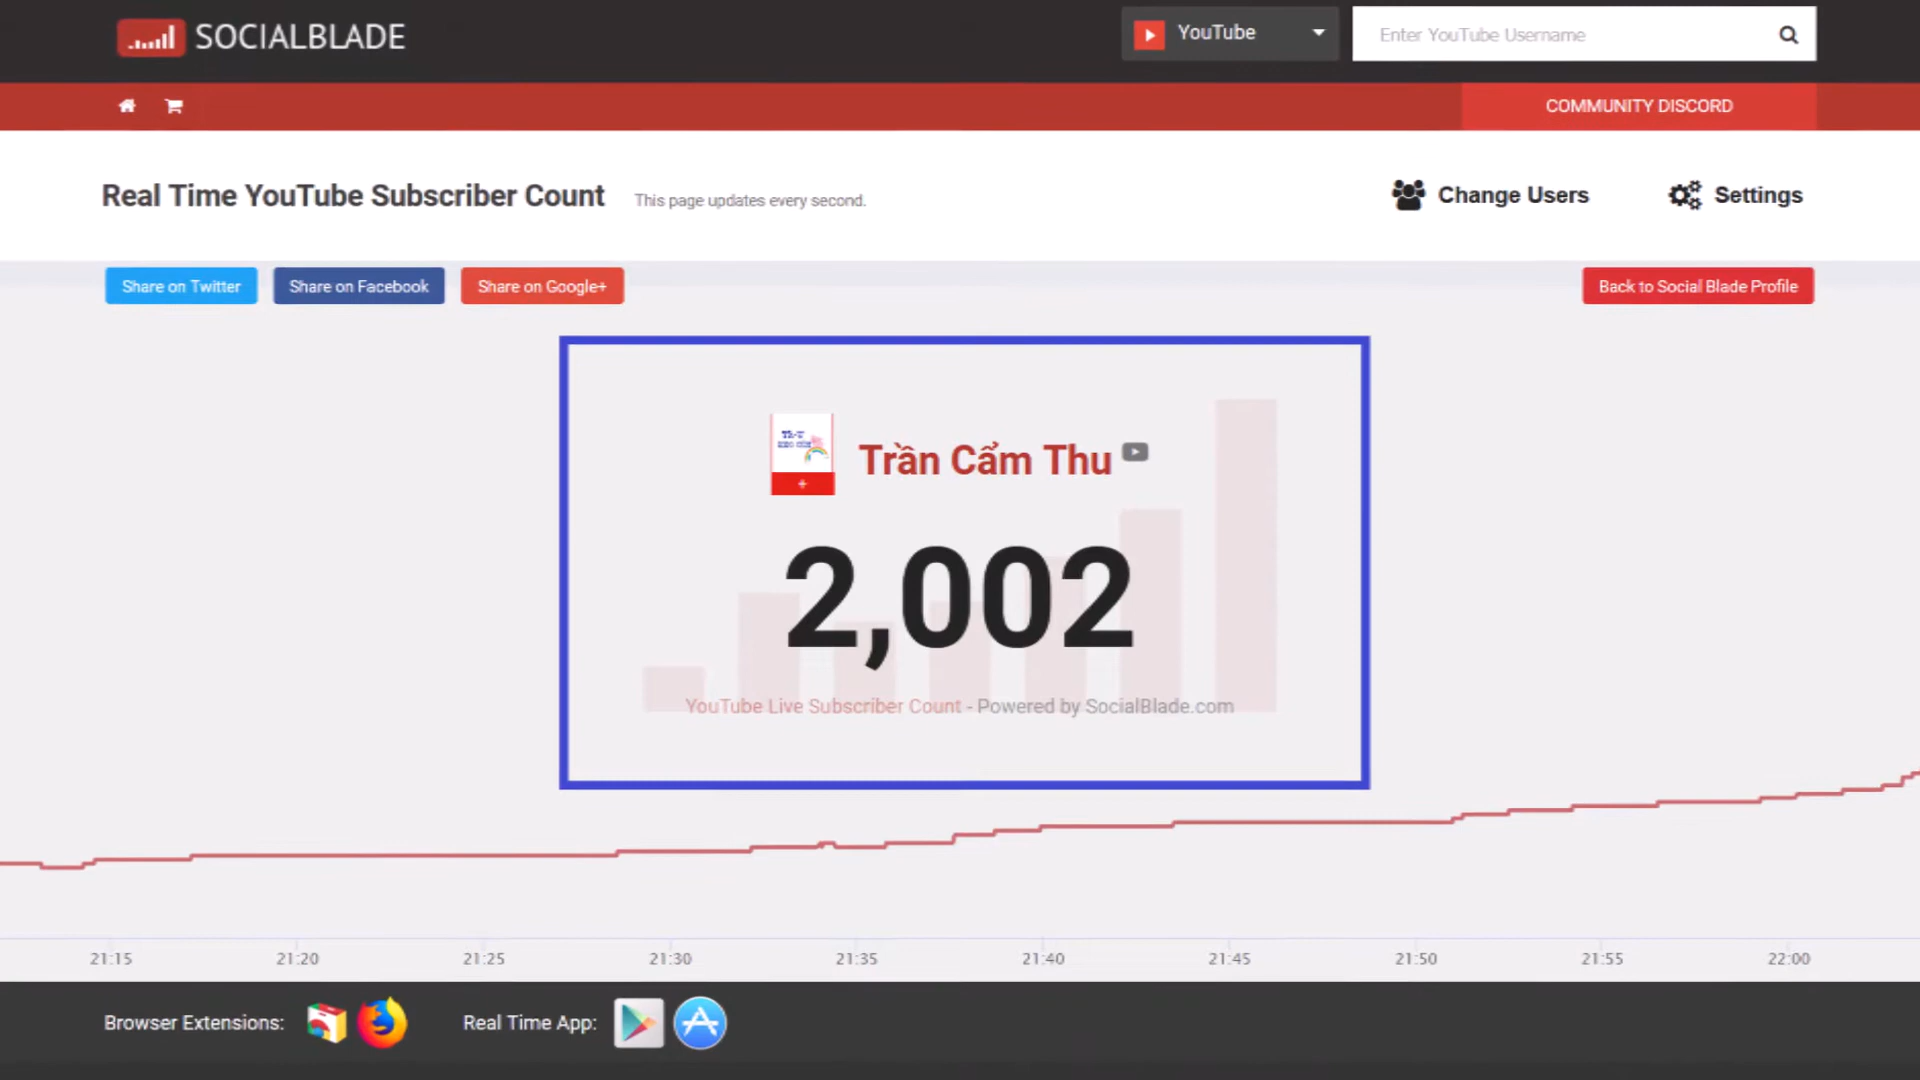 SOCIALBLADE
YouTube
Enter YouTube Username
COMMUNITY DISCORD
Real Time YouTube Subscriber Count
This page updates every second.
Change Users
Settings
Share on Twitter
Share on Facebook
Share on Google+
Back to Social Blade Profile
Trần Cẩm Thu
2,002
YouTube Live Subscriber Count - Powered by SocialBlade.com
21:15 21:20 21:25 21:30 21:35 21:40 21:45 21:50 21:55 22:00
Browser Extensions:
Real Time App: